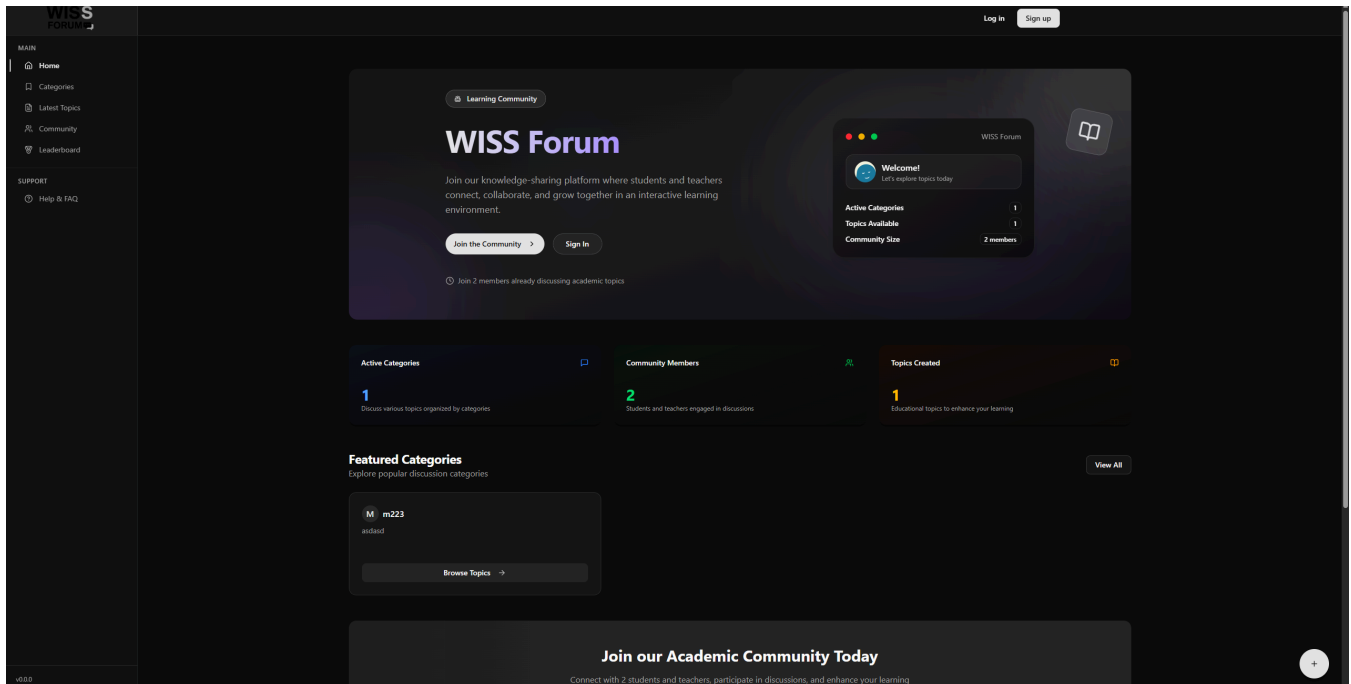 WISS
FORUM
Log in
Sign up
MAIN
Home
Categories
Latest Topics
Community
Leaderboard
SUPPORT
Help & FAQ
Learning Community
WISS Forum
Join our knowledge-sharing platform where students and teachers
connect, collaborate, and grow together in an interactive learning
environment.
Join the Community
Sign In
Join 2 members already discussing academic topics
WISS Forum
Welcome!
Let's explore topics today
Active Categories 1
Topics Available 1
Community Size 2 members
Active Categories
1
Discuss various topics organized by categories
Community Members
2
Students and teachers engaged in discussions
Topics Created
1
Educational topics to enhance your learning
Featured Categories
Explore popular discussion categories
View All
M m223
asdasd
Browse Topics
Join our Academic Community Today
Connect with 2 students and teachers, participate in discussions, and enhance your learning
+
v0.0.0